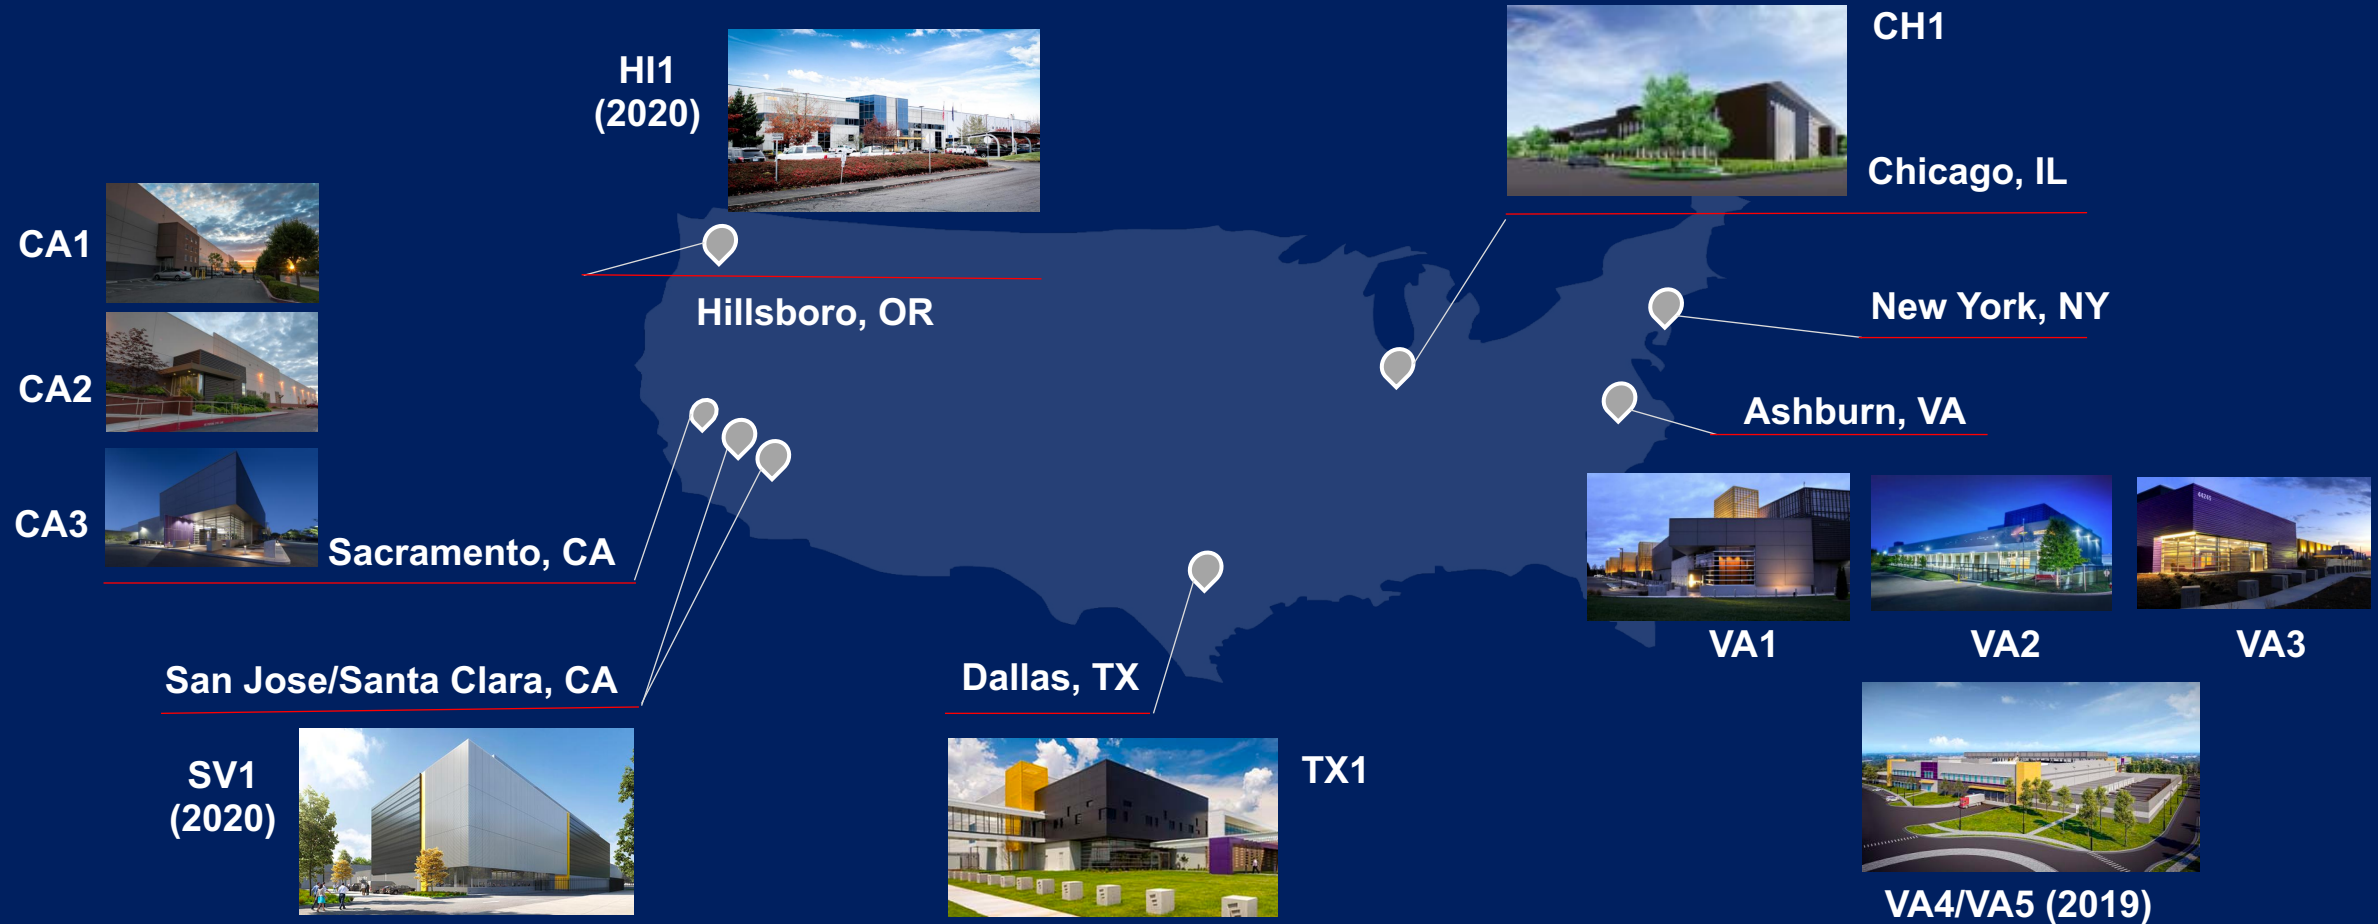 CH1
HI1
(2020)
Chicago, IL
CA1
New York, NY
Hillsboro, OR
CA2
Ashburn, VA
CA3
Sacramento, CA
VA1
VA2
VA3
San Jose/Santa Clara, CA
Dallas, TX
SV1
(2020)
TX1
VA4/VA5 (2019)